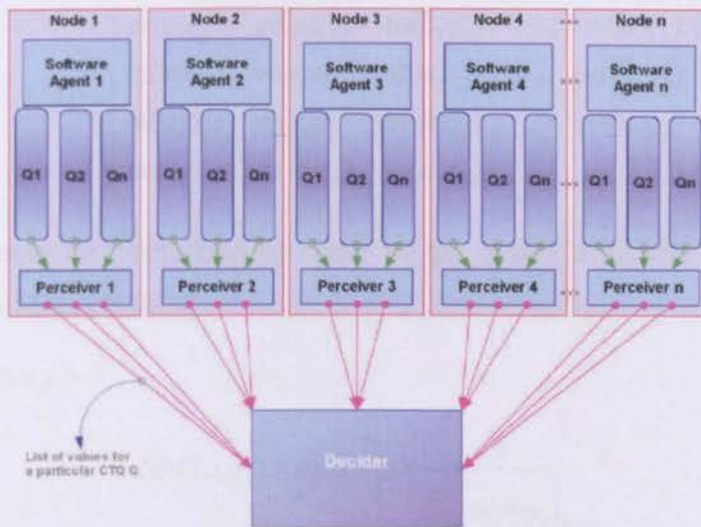 Node 1
Node 2
Node 3
Node 4
Node n
Software Agent 1
Software Agent 2
Software Agent 3
Software Agent 4
Software Agent n
Q1 Q2 Qn
Q1 Q2 Qn
Q1 Q2 Qn
Q1 Q2 Qn
Q1 Q2 Qn
Perceiver 1
Perceiver 2
Perceiver 3
Perceiver 4
Perceiver n
List of values for
a particular CTQ Q
Decider